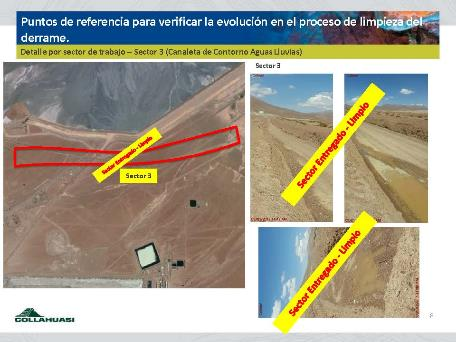 Puntos de referencia para verificar la evolución en el proceso de limpieza del
derrame.
Detalle por sector de trabajo – Sector 3 (Canaleta de Contorno Aguas Lluvias)
Sector 3
Sector Entregado - Limpio
Sector 3
Sector Entregado - Limpio
Sector Entregado - Limpio
COLLAHUASI
8